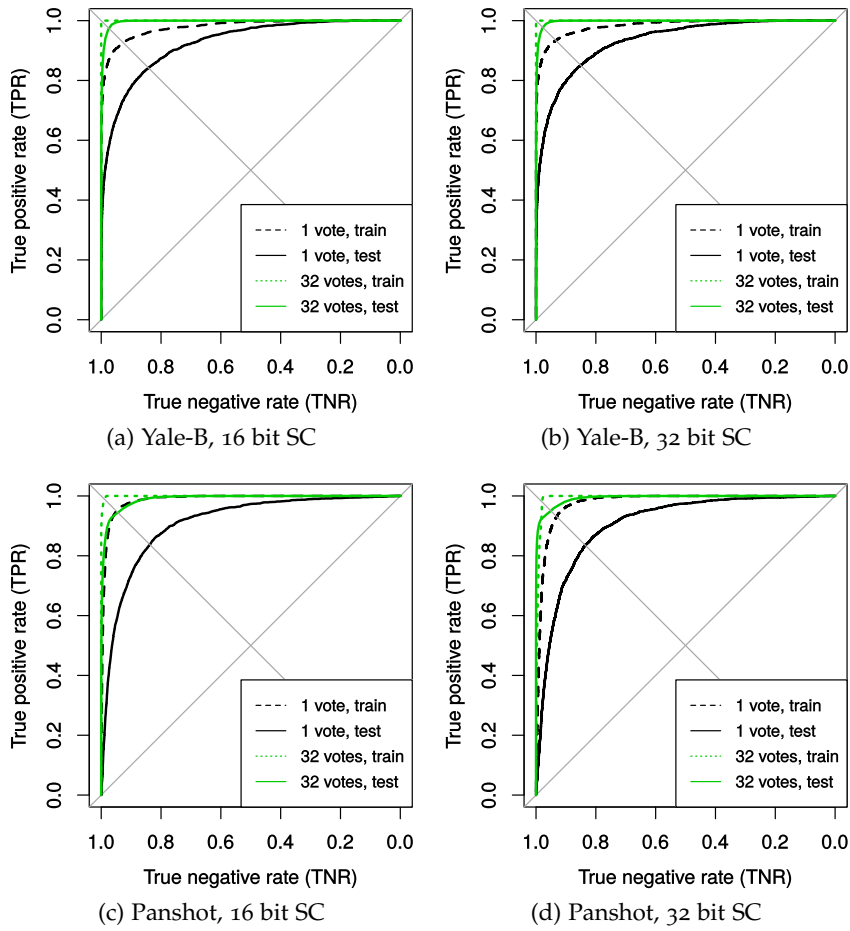 True positive rate (TPR)
1.0
0.8
0.6
0.4
0.2
0.0
1 vote, train
1 vote, test
32 votes, train
32 votes, test
1.0 0.8 0.6 0.4 0.2 0.0
True negative rate (TNR)
(a) Yale-B, 16 bit SC
True positive rate (TPR)
1.0
0.8
0.6
0.4
0.2
0.0
1 vote, train
1 vote, test
32 votes, train
32 votes, test
1.0 0.8 0.6 0.4 0.2 0.0
True negative rate (TNR)
(b) Yale-B, 32 bit SC
True positive rate (TPR)
1.0
0.8
0.6
0.4
0.2
0.0
1 vote, train
1 vote, test
32 votes, train
32 votes, test
1.0 0.8 0.6 0.4 0.2 0.0
True negative rate (TNR)
(c) Panshot, 16 bit SC
True positive rate (TPR)
1.0
0.8
0.6
0.4
0.2
0.0
1 vote, train
1 vote, test
32 votes, train
32 votes, test
1.0 0.8 0.6 0.4 0.2 0.0
True negative rate (TNR)
(d) Panshot, 32 bit SC